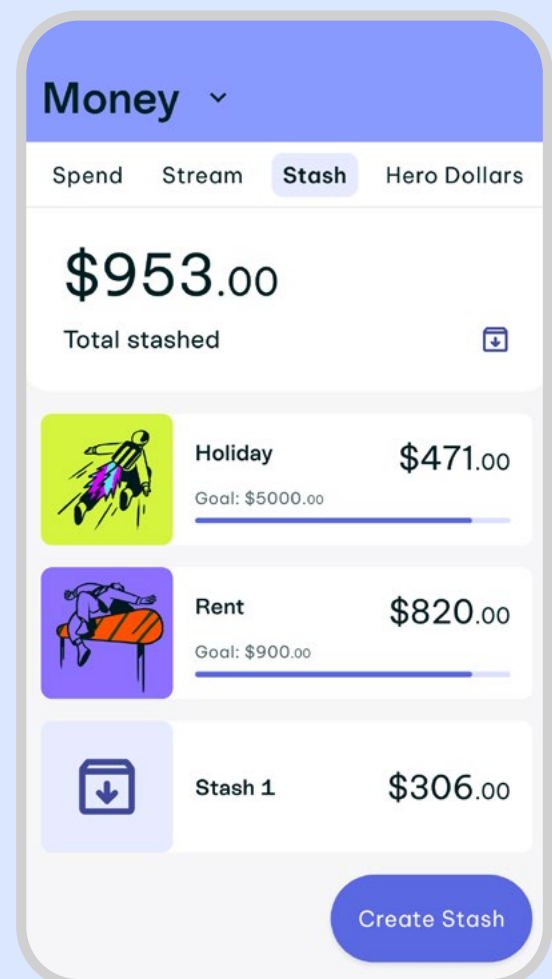 Money
Spend Stream Stash Hero Dollars
$953.00
Total stashed
Holiday $471.00
Goal: $5000.00
Rent $820.00
Goal: $900.00
Stash 1 $306.00
Create Stash